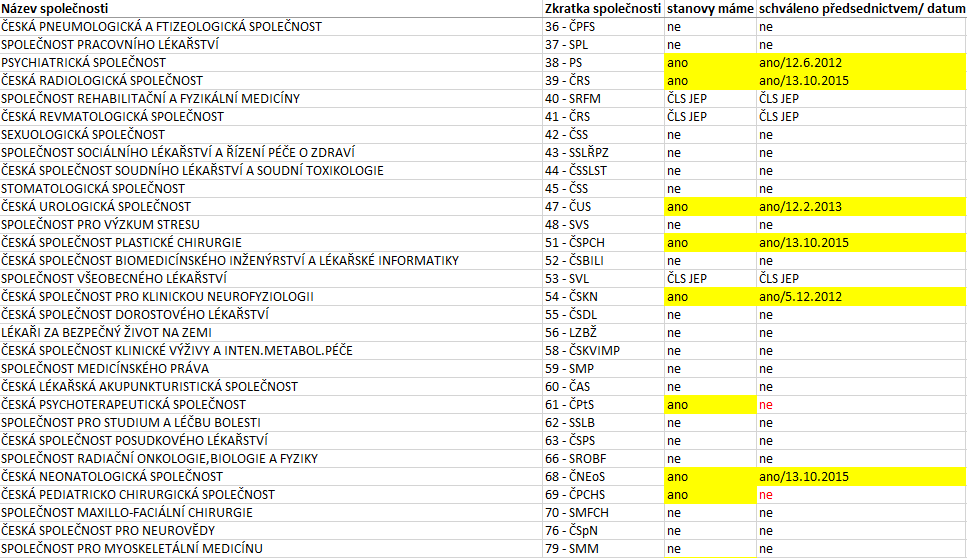 Název společnosti Zkratka společnosti stanovy máme schváleno předsednictvem/ datum
ČESKÁ PNEUMOLOGICKÁ A FTIZEOLOGICKÁ SPOLEČNOST 36 - ČPFS ne ne
SPOLEČNOST PRACOVNÍHO LÉKAŘSTVÍ 37 - SPL ne ne
PSYCHIATRICKÁ SPOLEČNOST 38 - PS ano ano/12.6.2012
ČESKÁ RADIOLOGICKÁ SPOLEČNOST 39 - ČRS ano ano/13.10.2015
SPOLEČNOST REHABILITAČNÍ A FYZIKÁLNÍ MEDICÍNY 40 - SRFM ČLS JEP ČLS JEP
ČESKÁ REVMATOLOGICKÁ SPOLEČNOST 41 - ČRS ČLS JEP ČLS JEP
SEXUOLOGICKÁ SPOLEČNOST 42 - ČSS ne ne
SPOLEČNOST SOCIÁLNÍHO LÉKAŘSTVÍ A ŘÍZENÍ PÉČE O ZDRAVÍ 43 - SSLŘPZ ne ne
ČESKÁ SPOLEČNOST SOUDNÍHO LÉKAŘSTVÍ A SOUDNÍ TOXIKOLOGIE 44 - ČSSLST ne ne
STOMATOLOGICKÁ SPOLEČNOST 45 - ČSS ne ne
ČESKÁ UROLOGICKÁ SPOLEČNOST 47 - ČUS ano ano/12.2.2013
SPOLEČNOST PRO VÝZKUM STRESU 48 - SVS ne ne
ČESKÁ SPOLEČNOST PLASTICKÉ CHIRURGIE 51 - ČSPCH ano ano/13.10.2015
ČESKÁ SPOLEČNOST BIOMEDICÍNSKÉHO INŽENÝRSTVÍ A LÉKAŘSKÉ INFORMATIKY 52 - ČSBILI ne ne
SPOLEČNOST VŠEOBECNÉHO LÉKAŘSTVÍ 53 - SVL ČLS JEP ČLS JEP
ČESKÁ SPOLEČNOST PRO KLINICKOU NEUROFYZIOLOGII 54 - ČSKN ano ano/5.12.2012
ČESKÁ SPOLEČNOST DOROSTOVÉHO LÉKAŘSTVÍ 55 - ČSDL ne ne
LÉKAŘI ZA BEZPEČNÝ ŽIVOT NA ZEMI 56 - LZBŽ ne ne
ČESKÁ SPOLEČNOST KLINICKÉ VÝŽIVY A INTEN.METABOL.PÉČE 58 - ČSKVIMP ne ne
SPOLEČNOST MEDICÍNSKÉHO PRÁVA 59 - SMP ne ne
ČESKÁ LÉKAŘSKÁ AKUPUNKTURISTICKÁ SPOLEČNOST 60 - ČAS ne ne
ČESKÁ PSYCHOTERAPEUTICKÁ SPOLEČNOST 61 - ČPtS ano ne
SPOLEČNOST PRO STUDIUM A LÉČBU BOLESTI 62 - SSLB ne ne
ČESKÁ SPOLEČNOST POSUDKOVÉHO LÉKAŘSTVÍ 63 - ČSPS ne ne
SPOLEČNOST RADIAČNÍ ONKOLOGIE,BIOLOGIE A FYZIKY 66 - SROBF ne ne
ČESKÁ NEONATOLOGICKÁ SPOLEČNOST 68 - ČNEoS ano ano/13.10.2015
ČESKÁ PEDIATRICKO CHIRURGICKÁ SPOLEČNOST 69 - ČPCHS ano ne
SPOLEČNOST MAXILLO-FACIÁLNÍ CHIRURGIE 70 - SMFCH ne ne
ČESKÁ SPOLEČNOST PRO NEUROVĚDY 76 - ČSpN ne ne
SPOLEČNOST PRO MYOSKELETÁLNÍ MEDICÍNU 79 - SMM ne ne